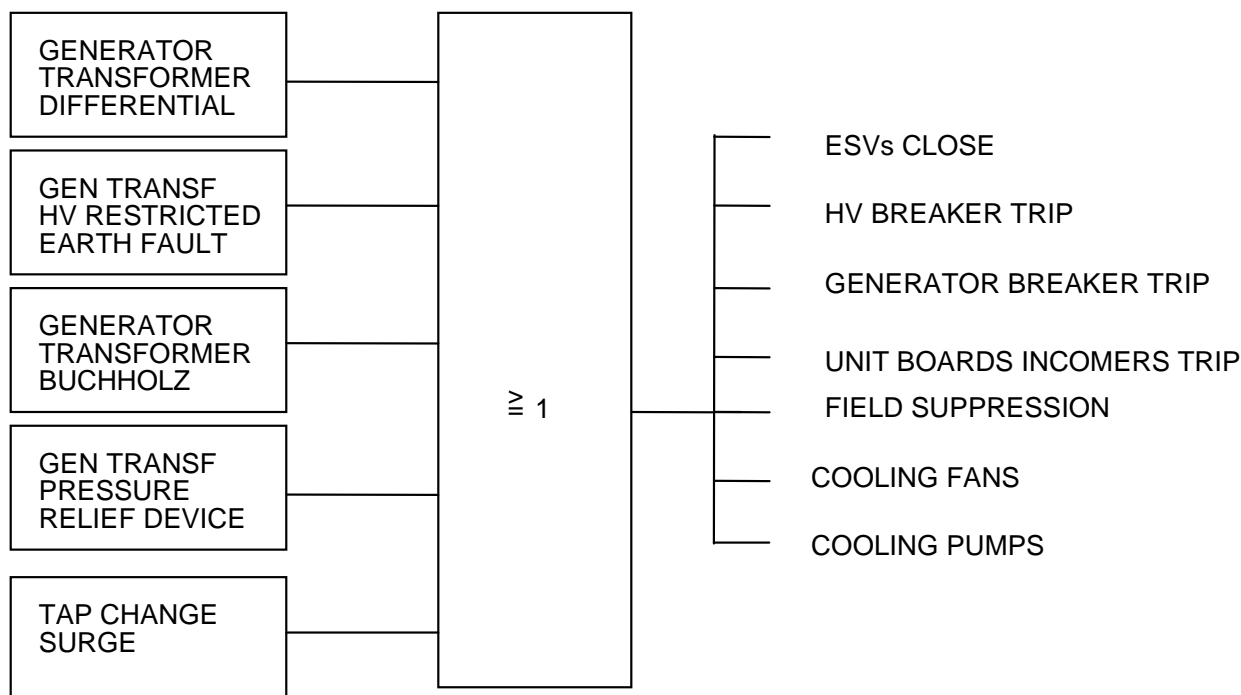 GENERATOR
TRANSFORMER
DIFFERENTIAL
GEN TRANSF
HV RESTRICTED
EARTH FAULT
GENERATOR
TRANSFORMER
BUCHHOLZ
GEN TRANSF
PRESSURE
RELIEF DEVICE
TAP CHANGE
SURGE
≧ 1
ESVs CLOSE
HV BREAKER TRIP
GENERATOR BREAKER TRIP
UNIT BOARDS INCOMERS TRIP
FIELD SUPPRESSION
COOLING FANS
COOLING PUMPS